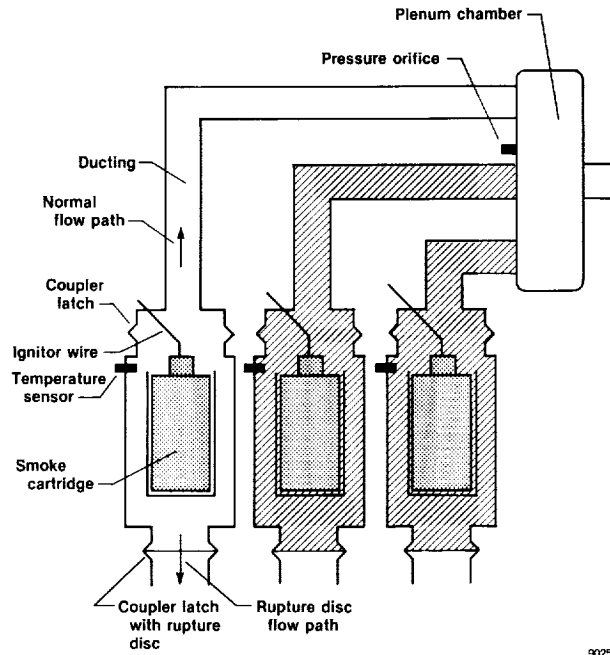 Plenum chamber
Pressure orifice
Ducting
Normal
flow path
Coupler
latch
Ignitor wire
Temperature
sensor
Smoke
cartridge
Coupler latch
with rupture
disc
Rupture disc
flow path
9025